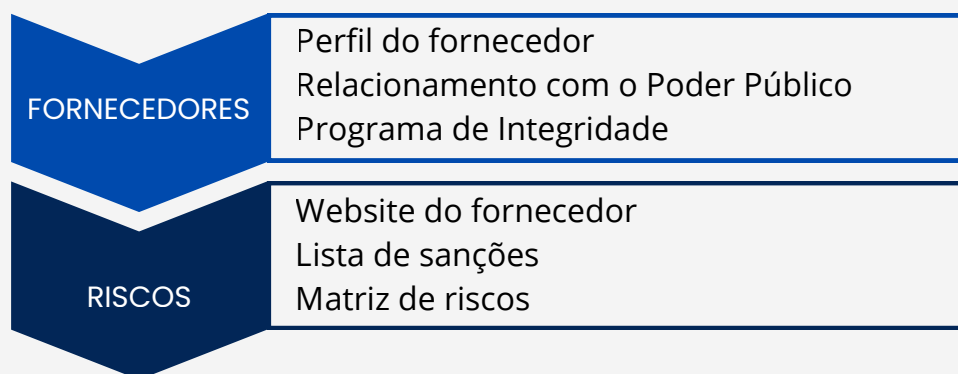 FORNECEDORES
Perfil do fornecedor
Relacionamento com o Poder Público
Programa de Integridade
RISCOS
Website do fornecedor
Lista de sanções
Matriz de riscos